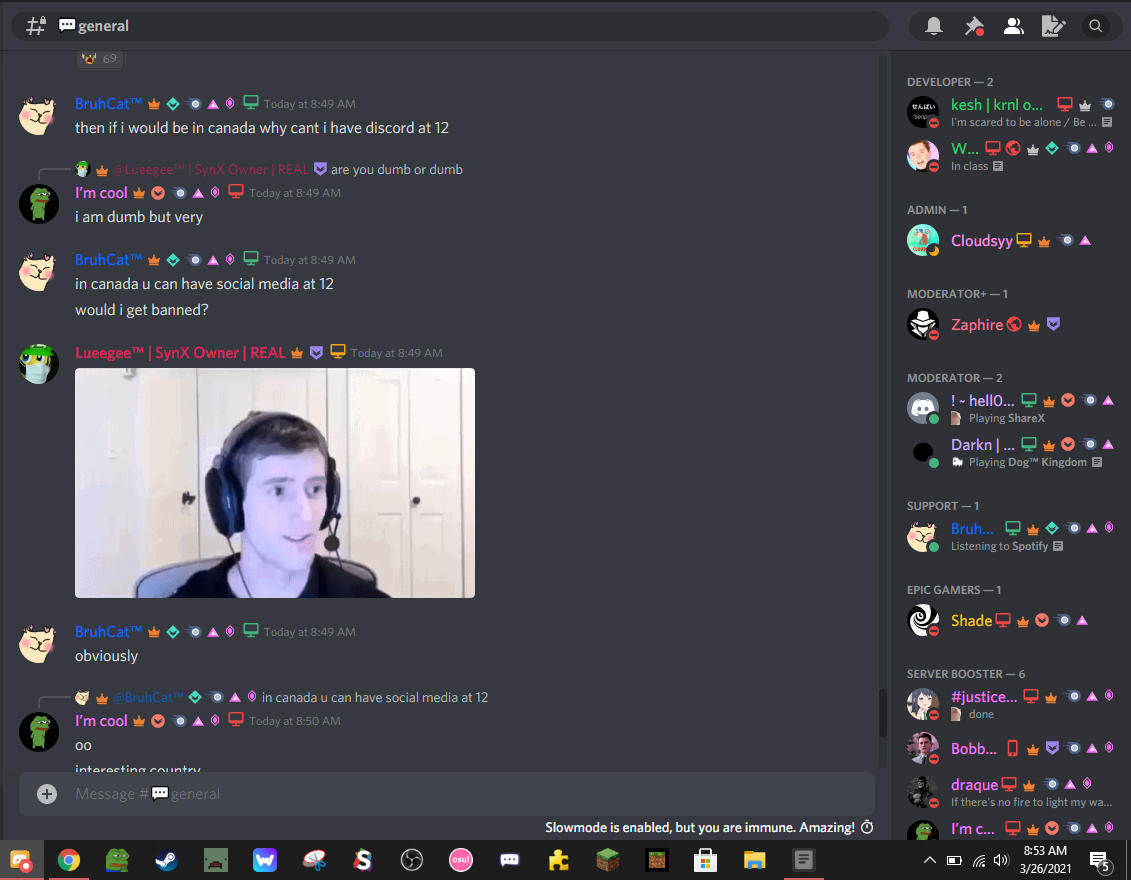 general
69
BruhCat™ Today at 8:49 AM
then if i would be in canada why cant i have discord at 12
@Lueegee™ | SynX Owner | REAL are you dumb or dumb
I'm cool Today at 8:49 AM
i am dumb but very
BruhCat™ Today at 8:49 AM
in canada u can have social media at 12
would i get banned?
Lueegee™ | SynX Owner | REAL Today at 8:49 AM
BruhCat™ Today at 8:49 AM
obviously
@BruhCat™ in canada u can have social media at 12
I'm cool Today at 8:50 AM
oo
interesting country
Message # general
Slowmode is enabled, but you are immune. Amazing!
DEVELOPER — 2
kesh | krnl o...
I'm scared to be alone / Be ...
W...
In class
ADMIN — 1
Cloudsyy
MODERATOR+ — 1
Zaphire
MODERATOR — 2
! ~ hell0...
Playing ShareX
Darkn | ...
Playing Dog™ Kingdom
SUPPORT — 1
Bruh...
Listening to Spotify
EPIC GAMERS — 1
Shade
SERVER BOOSTER — 6
#justice...
done
Bobb...
draque
If there's no fire to light my wa...
I'm c...
osu!
8:53 AM
3/26/2021
5